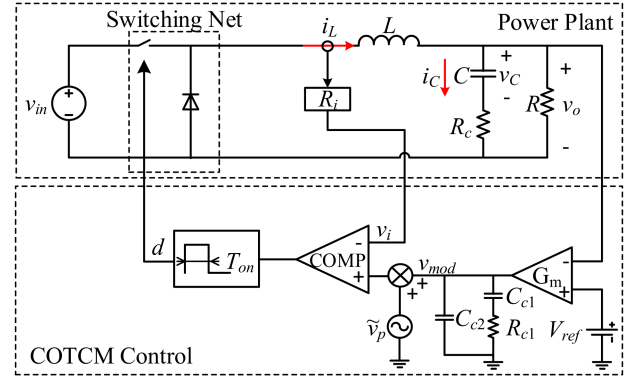 Switching Net
Power Plant
i_L
L
i_C
C
+
v_C
-
+
R
v_o
-
v_in
+
-
R_i
R_c
d
T_on
COMP
-
+
v_i
+
+
v_mod
ṽ_p
C_c2
C_c1
R_c1
G_m
-
+
V_ref
+
-
COTCM Control